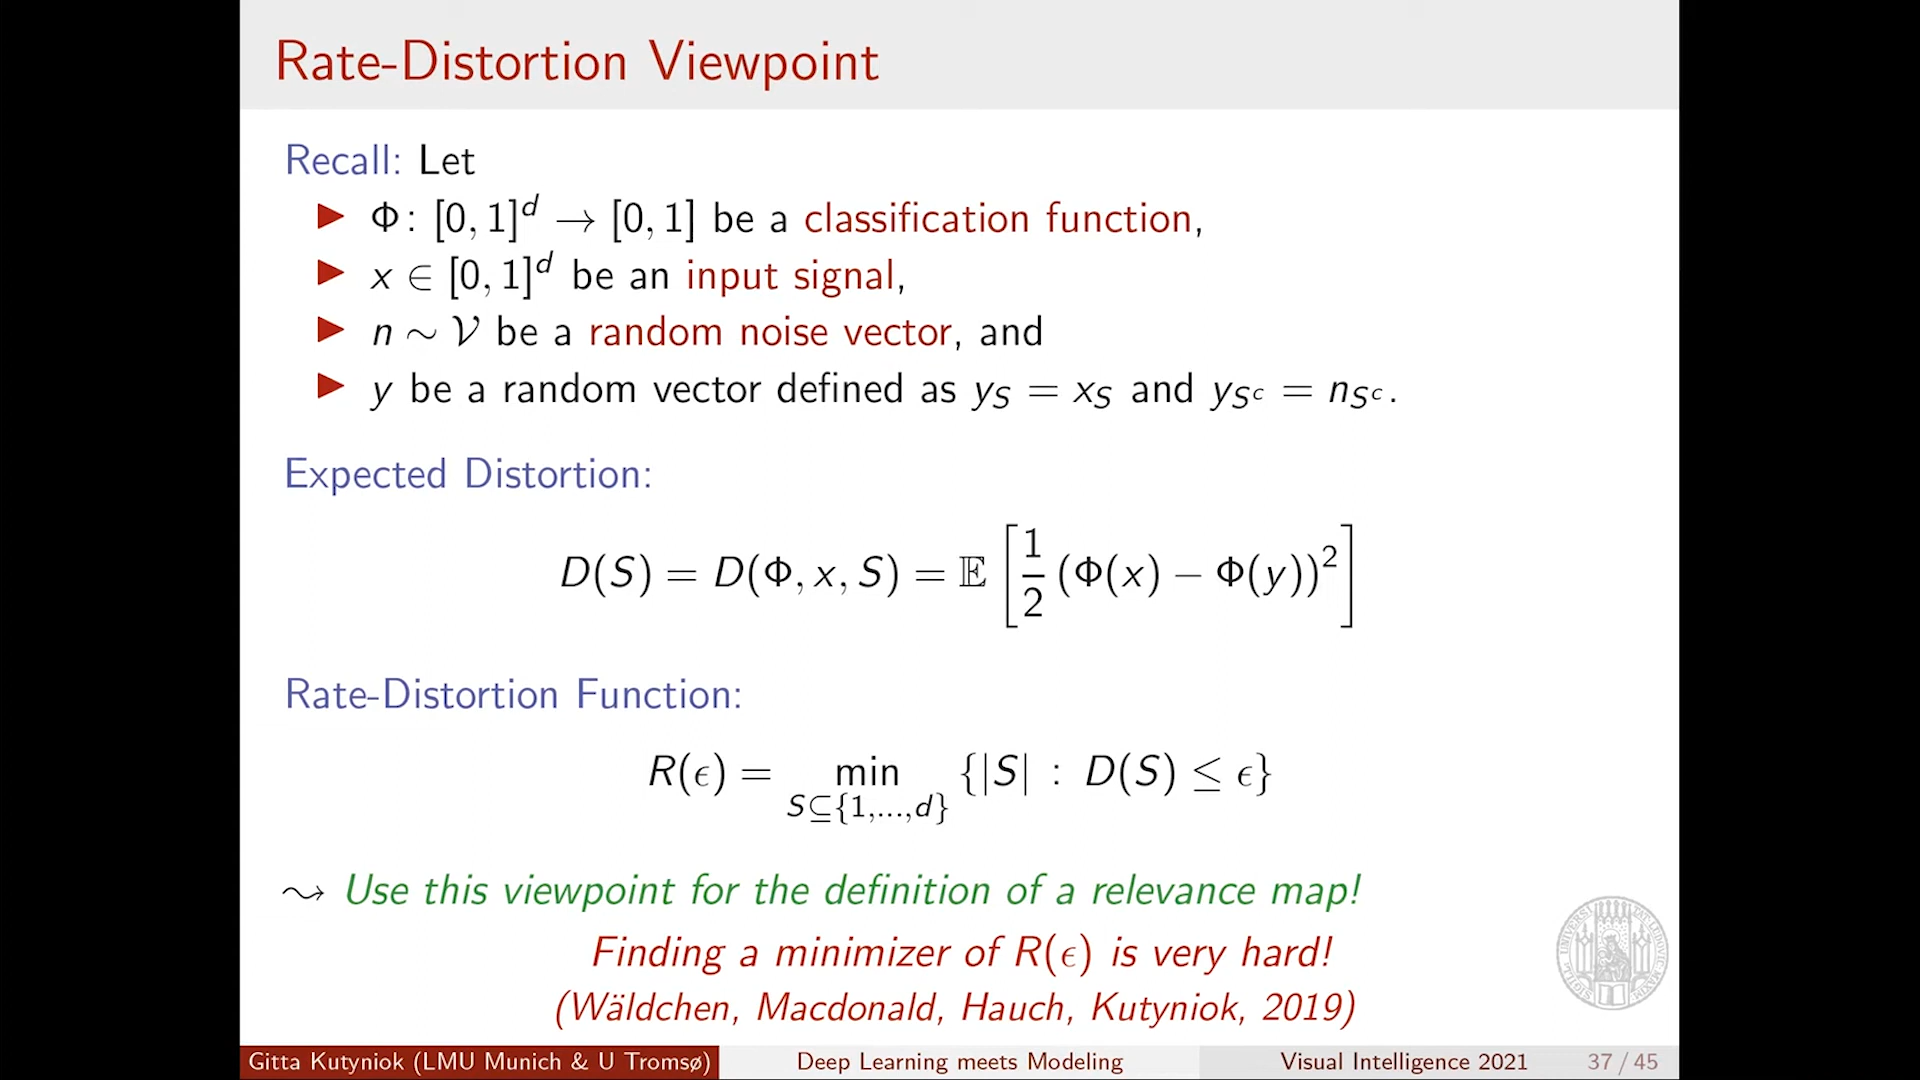 Rate-Distortion Viewpoint
Recall: Let
▶ Φ: [0, 1]^d → [0, 1] be a classification function,
▶ x ∈ [0, 1]^d be an input signal,
▶ n ∼ 𝒱 be a random noise vector, and
▶ y be a random vector defined as y_S = x_S and y_{S^c} = n_{S^c}.
Expected Distortion:
D(S) = D(Φ, x, S) = 𝔼 [ 1/2 (Φ(x) − Φ(y))^2 ]
Rate-Distortion Function:
R(ϵ) = min_{S⊆{1,...,d}} {|S| : D(S) ≤ ϵ}
⇝ Use this viewpoint for the definition of a relevance map!
Finding a minimizer of R(ϵ) is very hard!
(Wäldchen, Macdonald, Hauch, Kutyniok, 2019)
Gitta Kutyniok (LMU Munich & U Tromsø) Deep Learning meets Modeling Visual Intelligence 2021 37 / 45